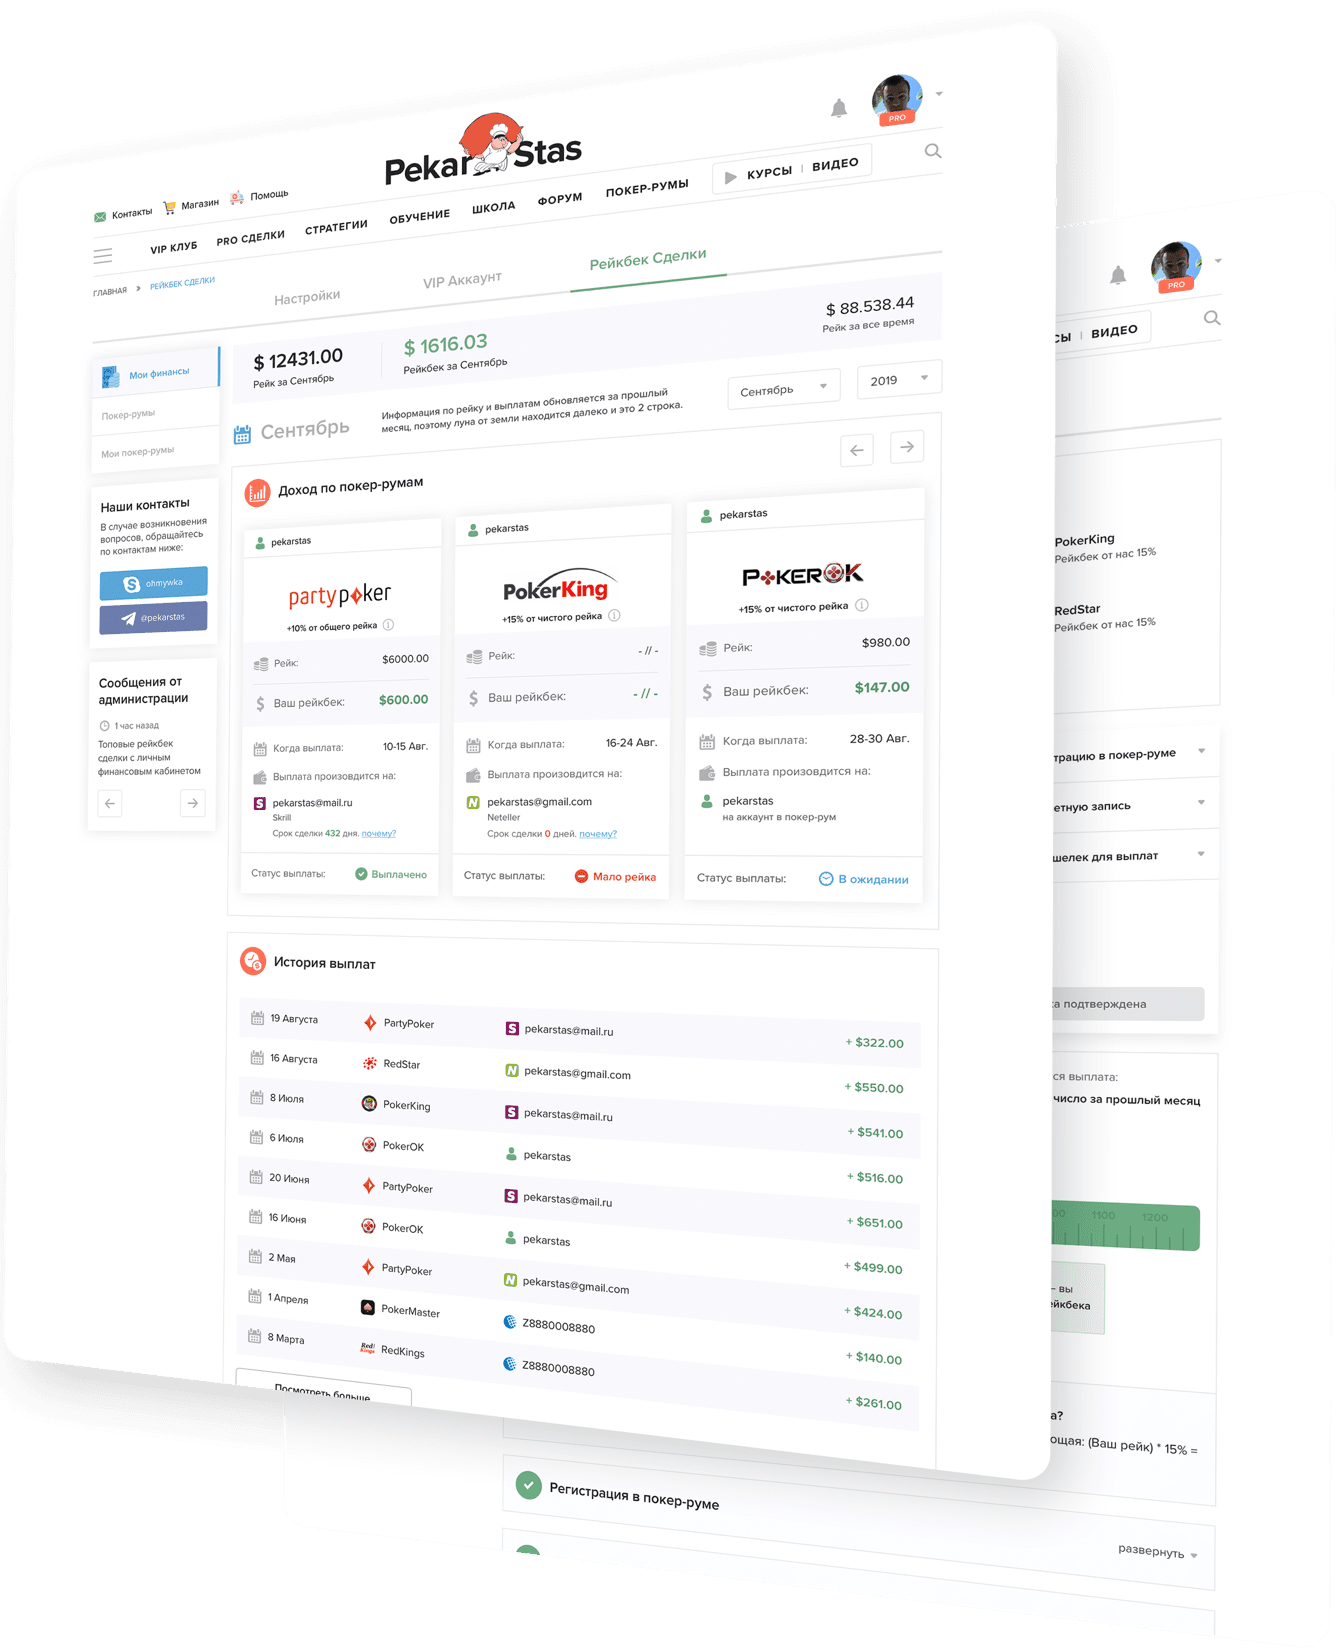 PRO
Pekar Stas
Контакты
Магазин
Помощь
VIP КЛУБ
PRO СДЕЛКИ
СТРАТЕГИИ
ОБУЧЕНИЕ
ШКОЛА
ФОРУМ
ПОКЕР-РУМЫ
КУРСЫ | ВИДЕО
ГЛАВНАЯ > РЕЙКБЕК СДЕЛКИ
Настройки
VIP Аккаунт
Рейкбек Сделки
Мои финансы
Покер-румы
Мои покер-румы
$ 12431.00
Рейк за Сентябрь
$ 1616.03
Рейкбек за Сентябрь
$ 88.538.44
Рейк за все время
Сентябрь
Информация по рейку и выплатам обновляется за прошлый
месяц, поэтому луна от земли находится далеко и это 2 строка.
Сентябрь
2019
Наши контакты
В случае возникновения
вопросов, обращайтесь
по контактам ниже:
ohmywka
@pekarstas
Сообщения от
администрации
1 час назад
Топовые рейкбек
сделки с личным
финансовым кабинетом
Доход по покер-румам
pekarstas
partypoker
+10% от общего рейка
Рейк: $6000.00
Ваш рейкбек: $600.00
Когда выплата: 10-15 Авг.
Выплата произовдится на:
pekarstas@mail.ru
Skrill
Срок сделки 432 дня. почему?
Статус выплаты: Выплачено
pekarstas
PokerKing
+15% от чистого рейка
Рейк: - // -
Ваш рейкбек: - // -
Когда выплата: 16-24 Авг.
Выплата произовдится на:
pekarstas@gmail.com
Neteller
Срок сделки 0 дней. почему?
Статус выплаты: Мало рейка
pekarstas
POKEROK
+15% от чистого рейка
Рейк: $980.00
Ваш рейкбек: $147.00
Когда выплата: 28-30 Авг.
Выплата произовдится на:
pekarstas
на аккаунт в покер-рум
Статус выплаты: В ожидании
История выплат
19 Августа PartyPoker pekarstas@mail.ru + $322.00
16 Августа RedStar pekarstas@gmail.com + $550.00
8 Июля PokerKing pekarstas@mail.ru + $541.00
6 Июля PokerOK pekarstas + $516.00
20 Июня PartyPoker pekarstas@mail.ru + $651.00
16 Июня PokerOK pekarstas + $499.00
2 Мая PartyPoker pekarstas@gmail.com + $424.00
1 Апреля PokerMaster Z8880008880 + $140.00
8 Марта RedKings Z8880008880 + $261.00
Посмотреть больше
PRO
СЫ | ВИДЕО
PokerKing
Рейкбек от нас 15%
RedStar
Рейкбек от нас 15%
трацию в покер-руме
етную запись
шелек для выплат
ка подтверждена
ся выплата:
число за прошлый месяц
00 1100 1200
– вы
ейкбека
а?
ющая: (Ваш рейк) * 15% =
Регистрация в покер-руме
развернуть